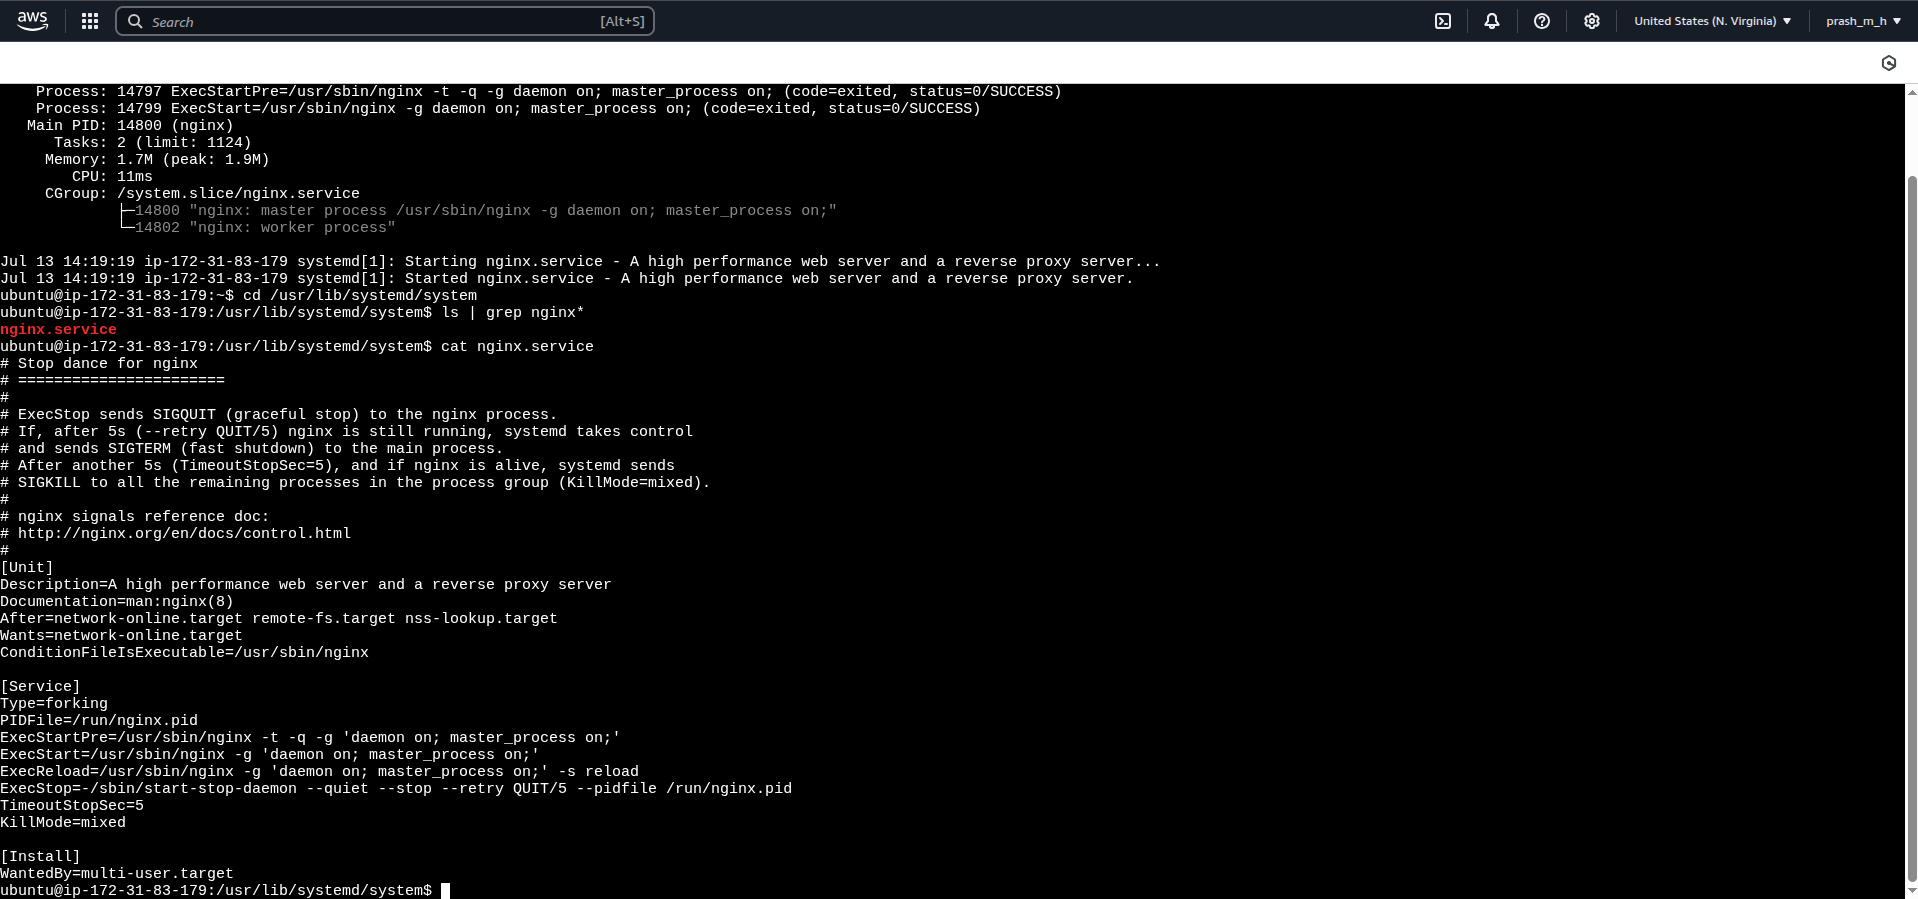 aws
Search [Alt+S]
United States (N. Virginia)
prash_m_h
Process: 14797 ExecStartPre=/usr/sbin/nginx -t -q -g daemon on; master_process on; (code=exited, status=0/SUCCESS)
Process: 14799 ExecStart=/usr/sbin/nginx -g daemon on; master_process on; (code=exited, status=0/SUCCESS)
Main PID: 14800 (nginx)
Tasks: 2 (limit: 1124)
Memory: 1.7M (peak: 1.9M)
CPU: 11ms
CGroup: /system.slice/nginx.service
├─14800 "nginx: master process /usr/sbin/nginx -g daemon on; master_process on;"
└─14802 "nginx: worker process"
Jul 13 14:19:19 ip-172-31-83-179 systemd[1]: Starting nginx.service - A high performance web server and a reverse proxy server...
Jul 13 14:19:19 ip-172-31-83-179 systemd[1]: Started nginx.service - A high performance web server and a reverse proxy server.
ubuntu@ip-172-31-83-179:~$ cd /usr/lib/systemd/system
ubuntu@ip-172-31-83-179:/usr/lib/systemd/system$ ls | grep nginx*
nginx.service
ubuntu@ip-172-31-83-179:/usr/lib/systemd/system$ cat nginx.service
# Stop dance for nginx
# =======================
#
# ExecStop sends SIGQUIT (graceful stop) to the nginx process.
# If, after 5s (--retry QUIT/5) nginx is still running, systemd takes control
# and sends SIGTERM (fast shutdown) to the main process.
# After another 5s (TimeoutStopSec=5), and if nginx is alive, systemd sends
# SIGKILL to all the remaining processes in the process group (KillMode=mixed).
#
# nginx signals reference doc:
# http://nginx.org/en/docs/control.html
#
[Unit]
Description=A high performance web server and a reverse proxy server
Documentation=man:nginx(8)
After=network-online.target remote-fs.target nss-lookup.target
Wants=network-online.target
ConditionFileIsExecutable=/usr/sbin/nginx
[Service]
Type=forking
PIDFile=/run/nginx.pid
ExecStartPre=/usr/sbin/nginx -t -q -g 'daemon on; master_process on;'
ExecStart=/usr/sbin/nginx -g 'daemon on; master_process on;'
ExecReload=/usr/sbin/nginx -g 'daemon on; master_process on;' -s reload
ExecStop=-/sbin/start-stop-daemon --quiet --stop --retry QUIT/5 --pidfile /run/nginx.pid
TimeoutStopSec=5
KillMode=mixed
[Install]
WantedBy=multi-user.target
ubuntu@ip-172-31-83-179:/usr/lib/systemd/system$